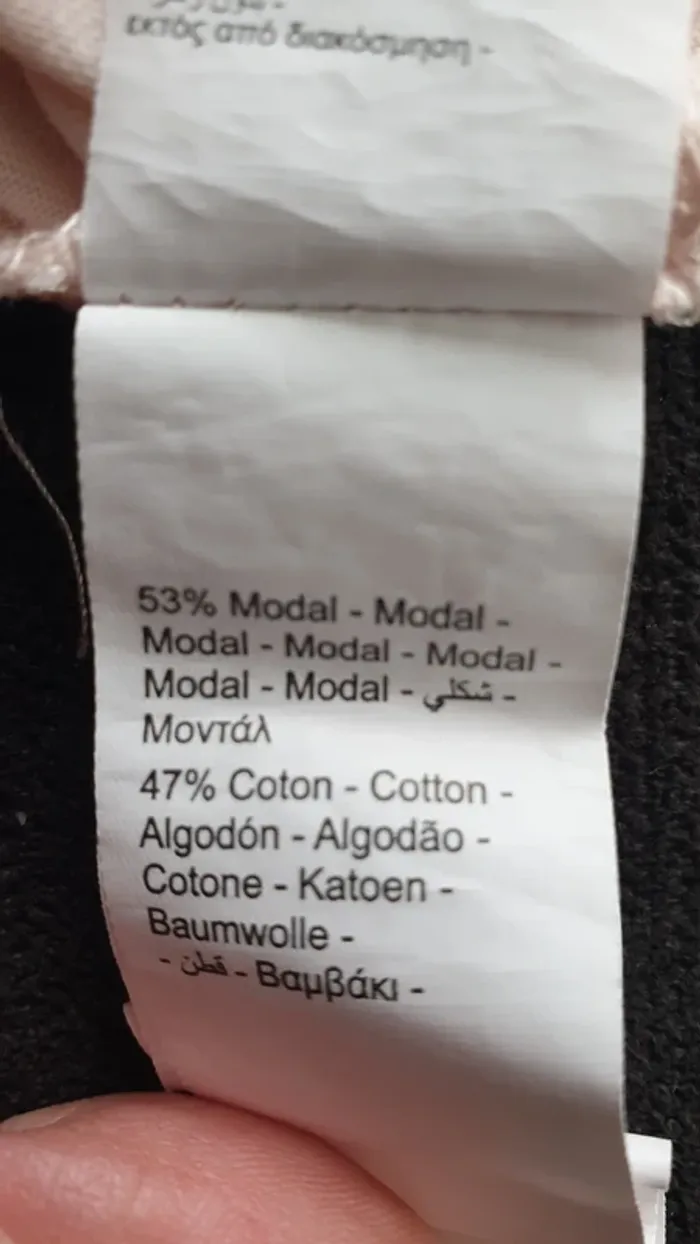 εκτός από διακόσμηση -
53% Modal - Modal -
Modal - Modal - Modal -
Modal - Modal - شكلي -
Μοντάλ
47% Coton - Cotton -
Algodón - Algodão -
Cotone - Katoen -
Baumwolle -
- قطن - Βαμβάκι -